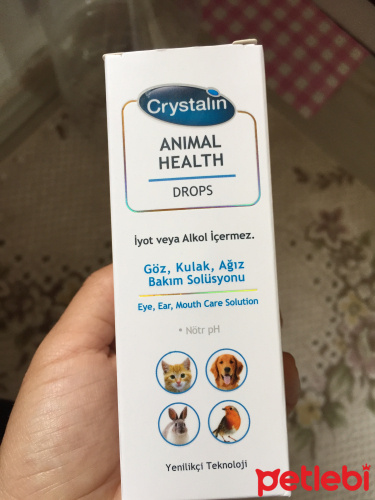 Crystalin
ANIMAL
HEALTH
DROPS
İyot veya Alkol İçermez.
Göz, Kulak, Ağız
Bakım Solüsyonu
Eye, Ear, Mouth Care Solution
* Nötr pH
Yenilikçi Teknoloji
petlebi